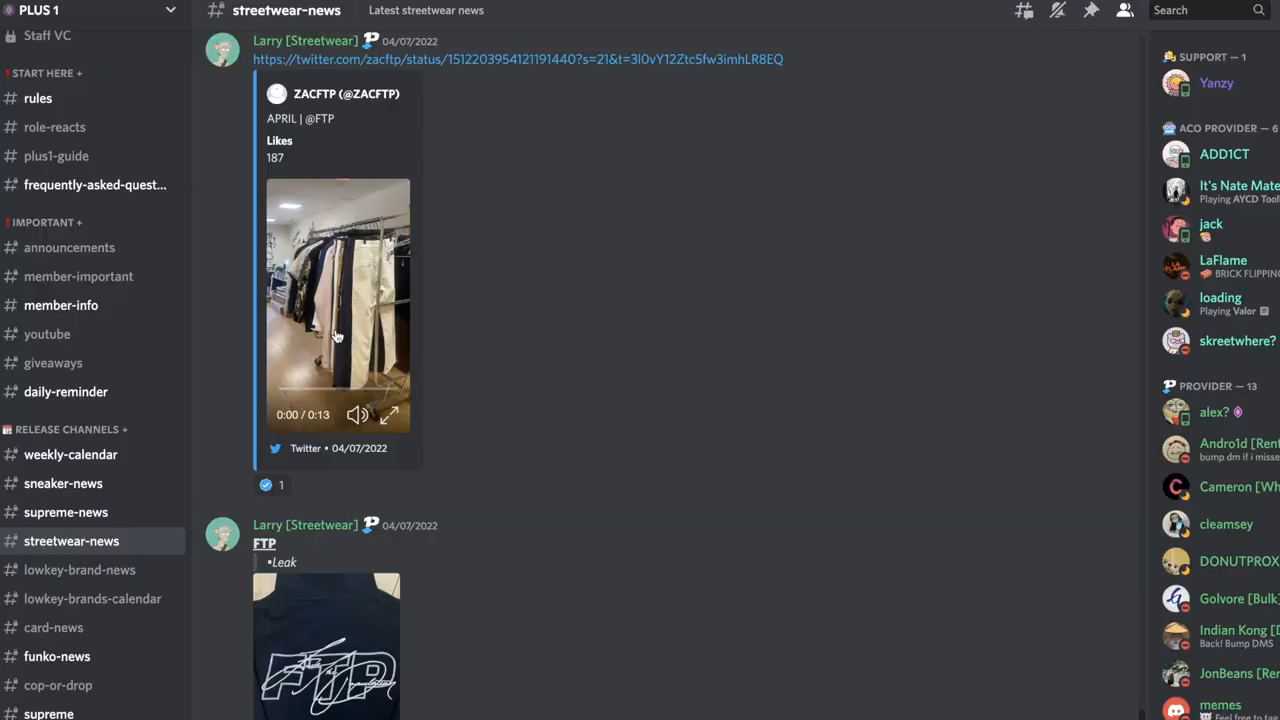 PLUS 1
streetwear-news
Latest streetwear news
Search
Staff VC
START HERE +
rules
role-reacts
plus1-guide
frequently-asked-quest...
IMPORTANT +
announcements
member-important
member-info
youtube
giveaways
daily-reminder
RELEASE CHANNELS +
weekly-calendar
sneaker-news
supreme-news
streetwear-news
lowkey-brand-news
lowkey-brands-calendar
card-news
funko-news
cop-or-drop
supreme
Larry [Streetwear] 04/07/2022
https://twitter.com/zacftp/status/1512203954121191440?s=21&t=3l0vY12Ztc5fw3imhLR8EQ
ZACFTP (@ZACFTP)
APRIL | @FTP
Likes
187
0:00 / 0:13
Twitter • 04/07/2022
1
Larry [Streetwear] 04/07/2022
FTP
▪Leak
FTP
SUPPORT — 1
Yanzy
ACO PROVIDER — 6
ADD1CT
It's Nate Mate
Playing AYCD Tool
jack
LaFlame
BRICK FLIPPING
loading
Playing Valor
skreetwhere?
PROVIDER — 13
alex?
Andro1d [Rent
bump dm if i misse
Cameron [Wh
cleamsey
DONUTPROX
Golvore [Bulk]
Indian Kong [D
Back! Bump DMS
JonBeans [Ren
memes
Feel free to tag